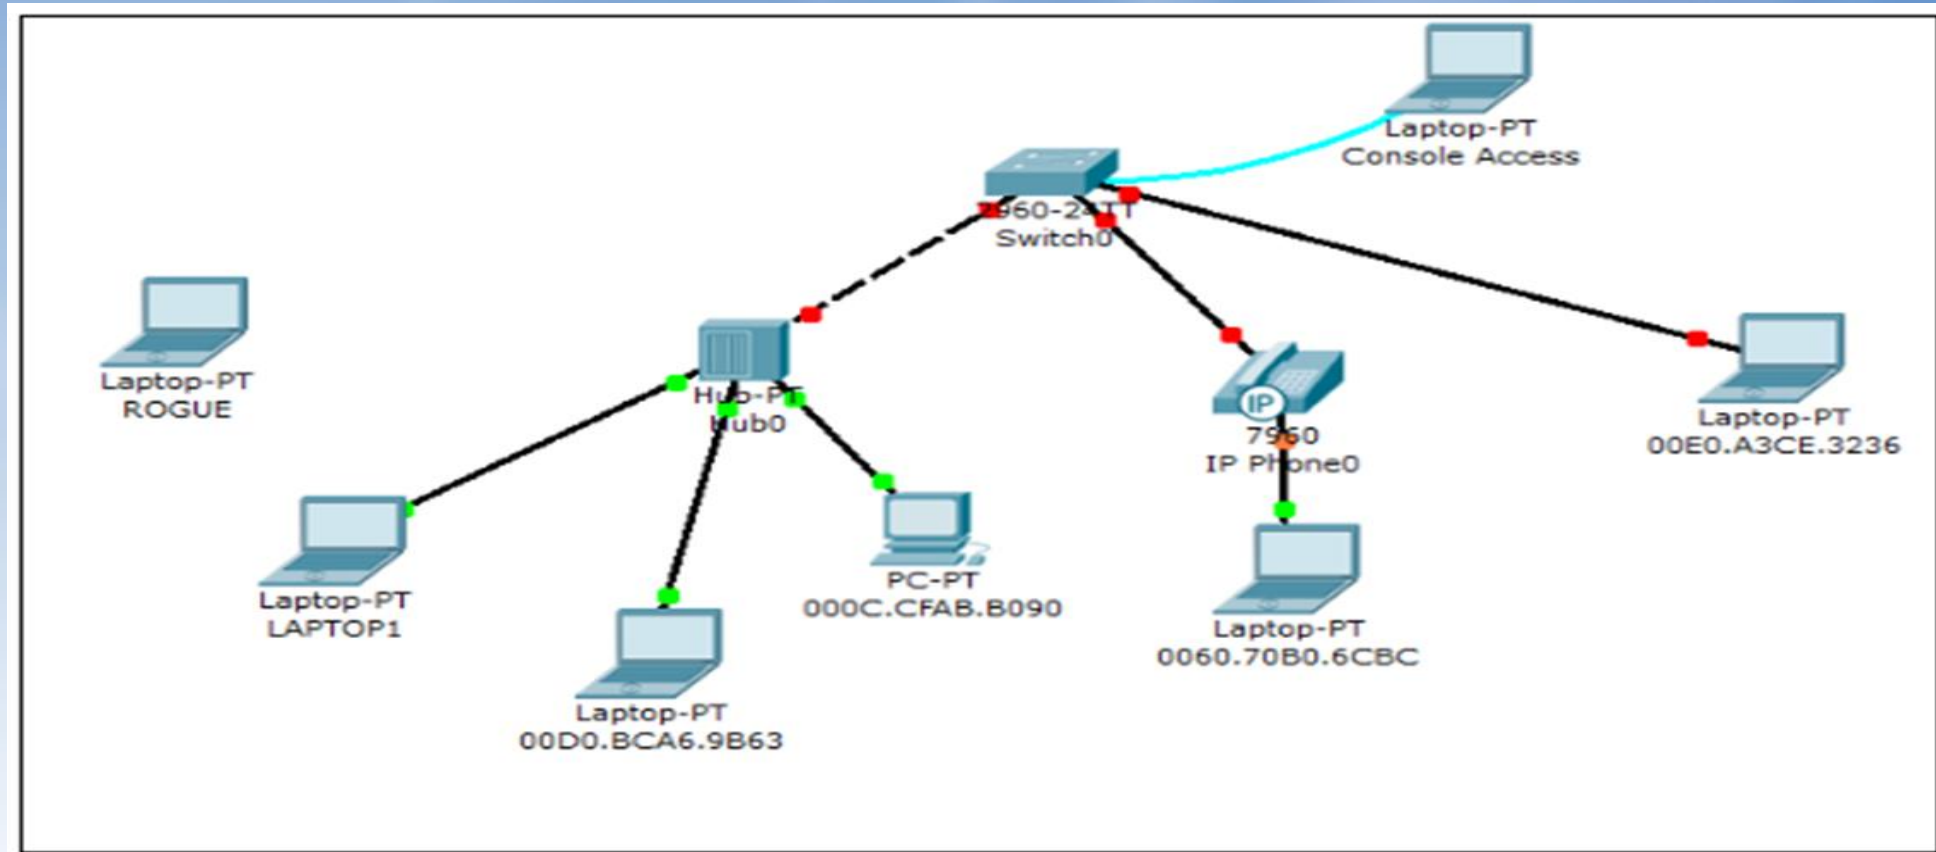 Laptop-PT
Console Access
2960-24TT
Switch0
Laptop-PT
ROGUE
Hub-PT
Hub0
7960
IP Phone0
IP
Laptop-PT
00E0.A3CE.3236
Laptop-PT
LAPTOP1
PC-PT
000C.CFAB.B090
Laptop-PT
0060.70B0.6CBC
Laptop-PT
00D0.BCA6.9B63